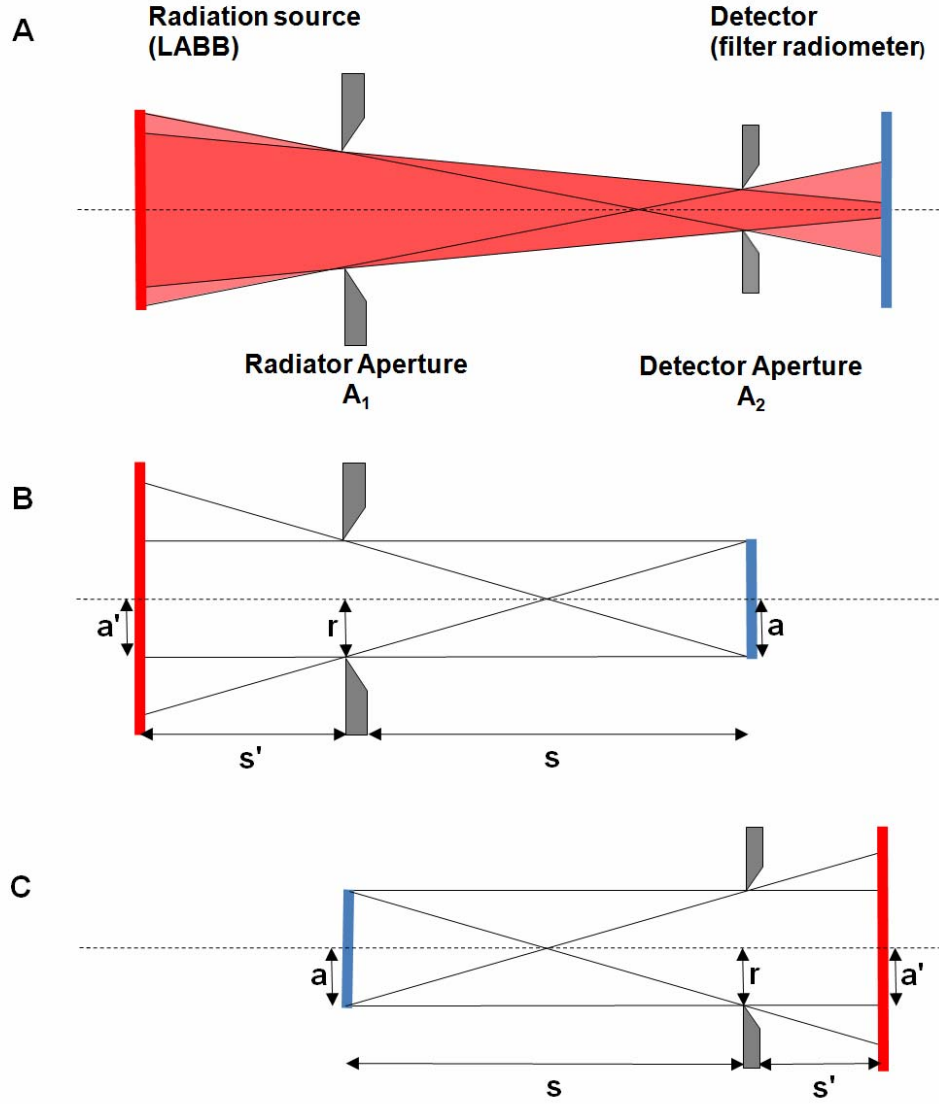 A
Radiation source
(LABB)
Detector
(filter radiometer)
Radiator Aperture
A₁
Detector Aperture
A₂
B
a'
r
a
s'
s
C
a
r
a'
s
s'